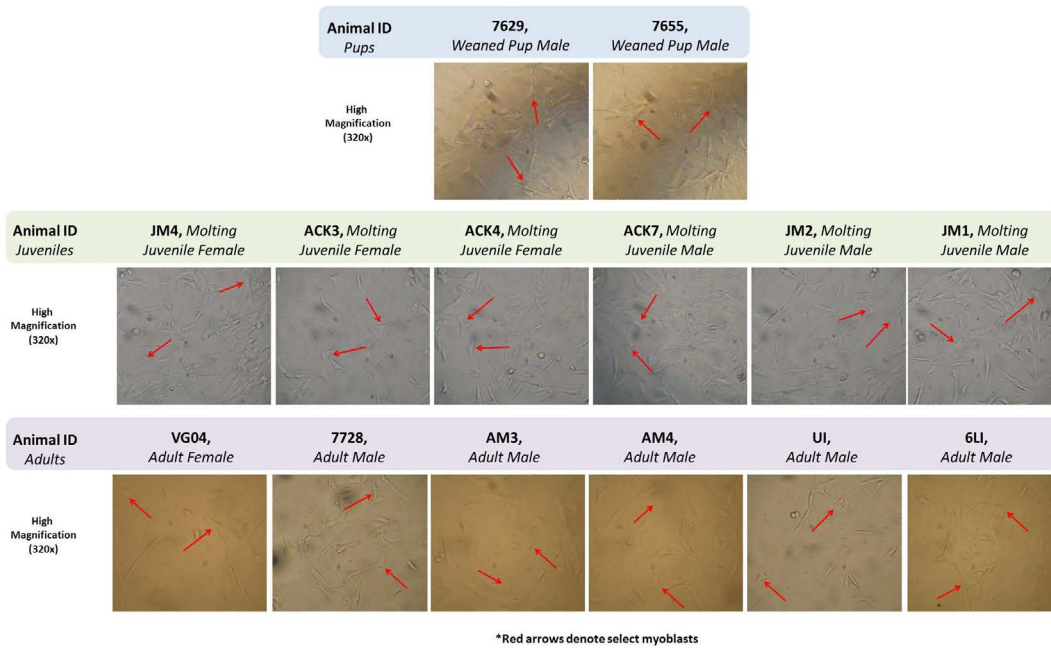 Animal ID
Pups
7629,
Weaned Pup Male
7655,
Weaned Pup Male
High
Magnification
(320x)
Animal ID
Juveniles
JM4, Molting
Juvenile Female
ACK3, Molting
Juvenile Female
ACK4, Molting
Juvenile Female
ACK7, Molting
Juvenile Male
JM2, Molting
Juvenile Male
JM1, Molting
Juvenile Male
High
Magnification
(320x)
Animal ID
Adults
VG04,
Adult Female
7728,
Adult Male
AM3,
Adult Male
AM4,
Adult Male
UI,
Adult Male
6LI,
Adult Male
High
Magnification
(320x)
*Red arrows denote select myoblasts